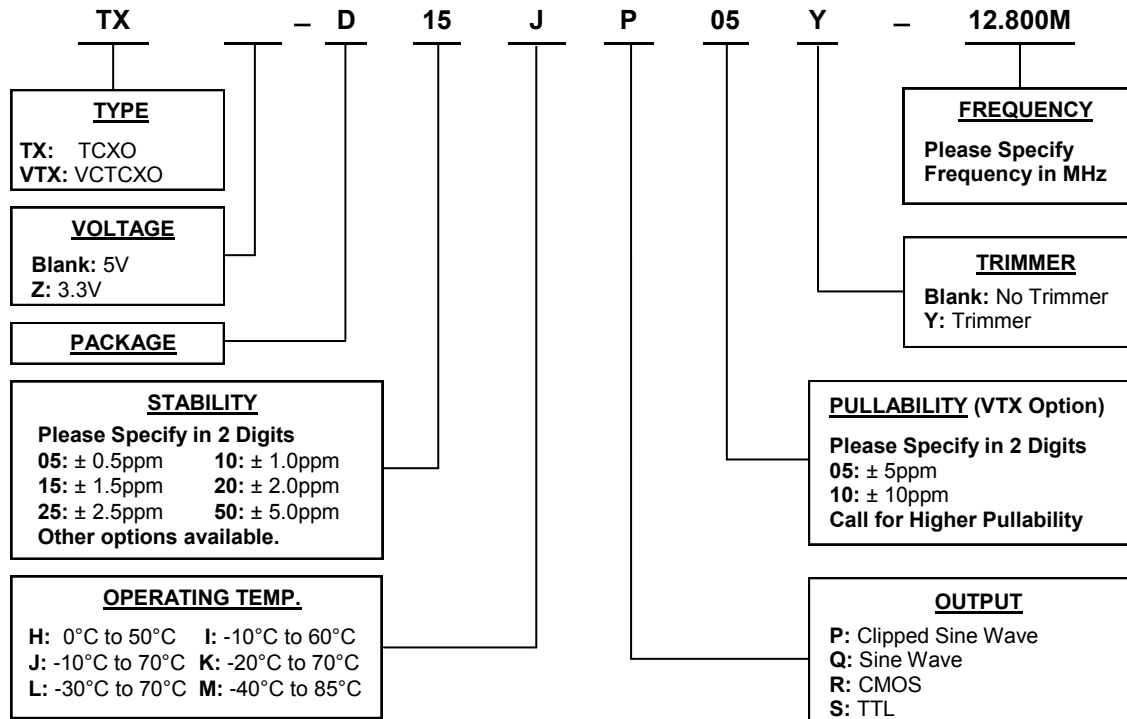 TX – D 15 J P 05 Y – 12.800M
TYPE
TX: TCXO
VTX: VCTCXO
VOLTAGE
Blank: 5V
Z: 3.3V
PACKAGE
STABILITY
Please Specify in 2 Digits
05: ± 0.5ppm 10: ± 1.0ppm
15: ± 1.5ppm 20: ± 2.0ppm
25: ± 2.5ppm 50: ± 5.0ppm
Other options available.
OPERATING TEMP.
H: 0°C to 50°C I: -10°C to 60°C
J: -10°C to 70°C K: -20°C to 70°C
L: -30°C to 70°C M: -40°C to 85°C
FREQUENCY
Please Specify
Frequency in MHz
TRIMMER
Blank: No Trimmer
Y: Trimmer
PULLABILITY (VTX Option)
Please Specify in 2 Digits
05: ± 5ppm
10: ± 10ppm
Call for Higher Pullability
OUTPUT
P: Clipped Sine Wave
Q: Sine Wave
R: CMOS
S: TTL